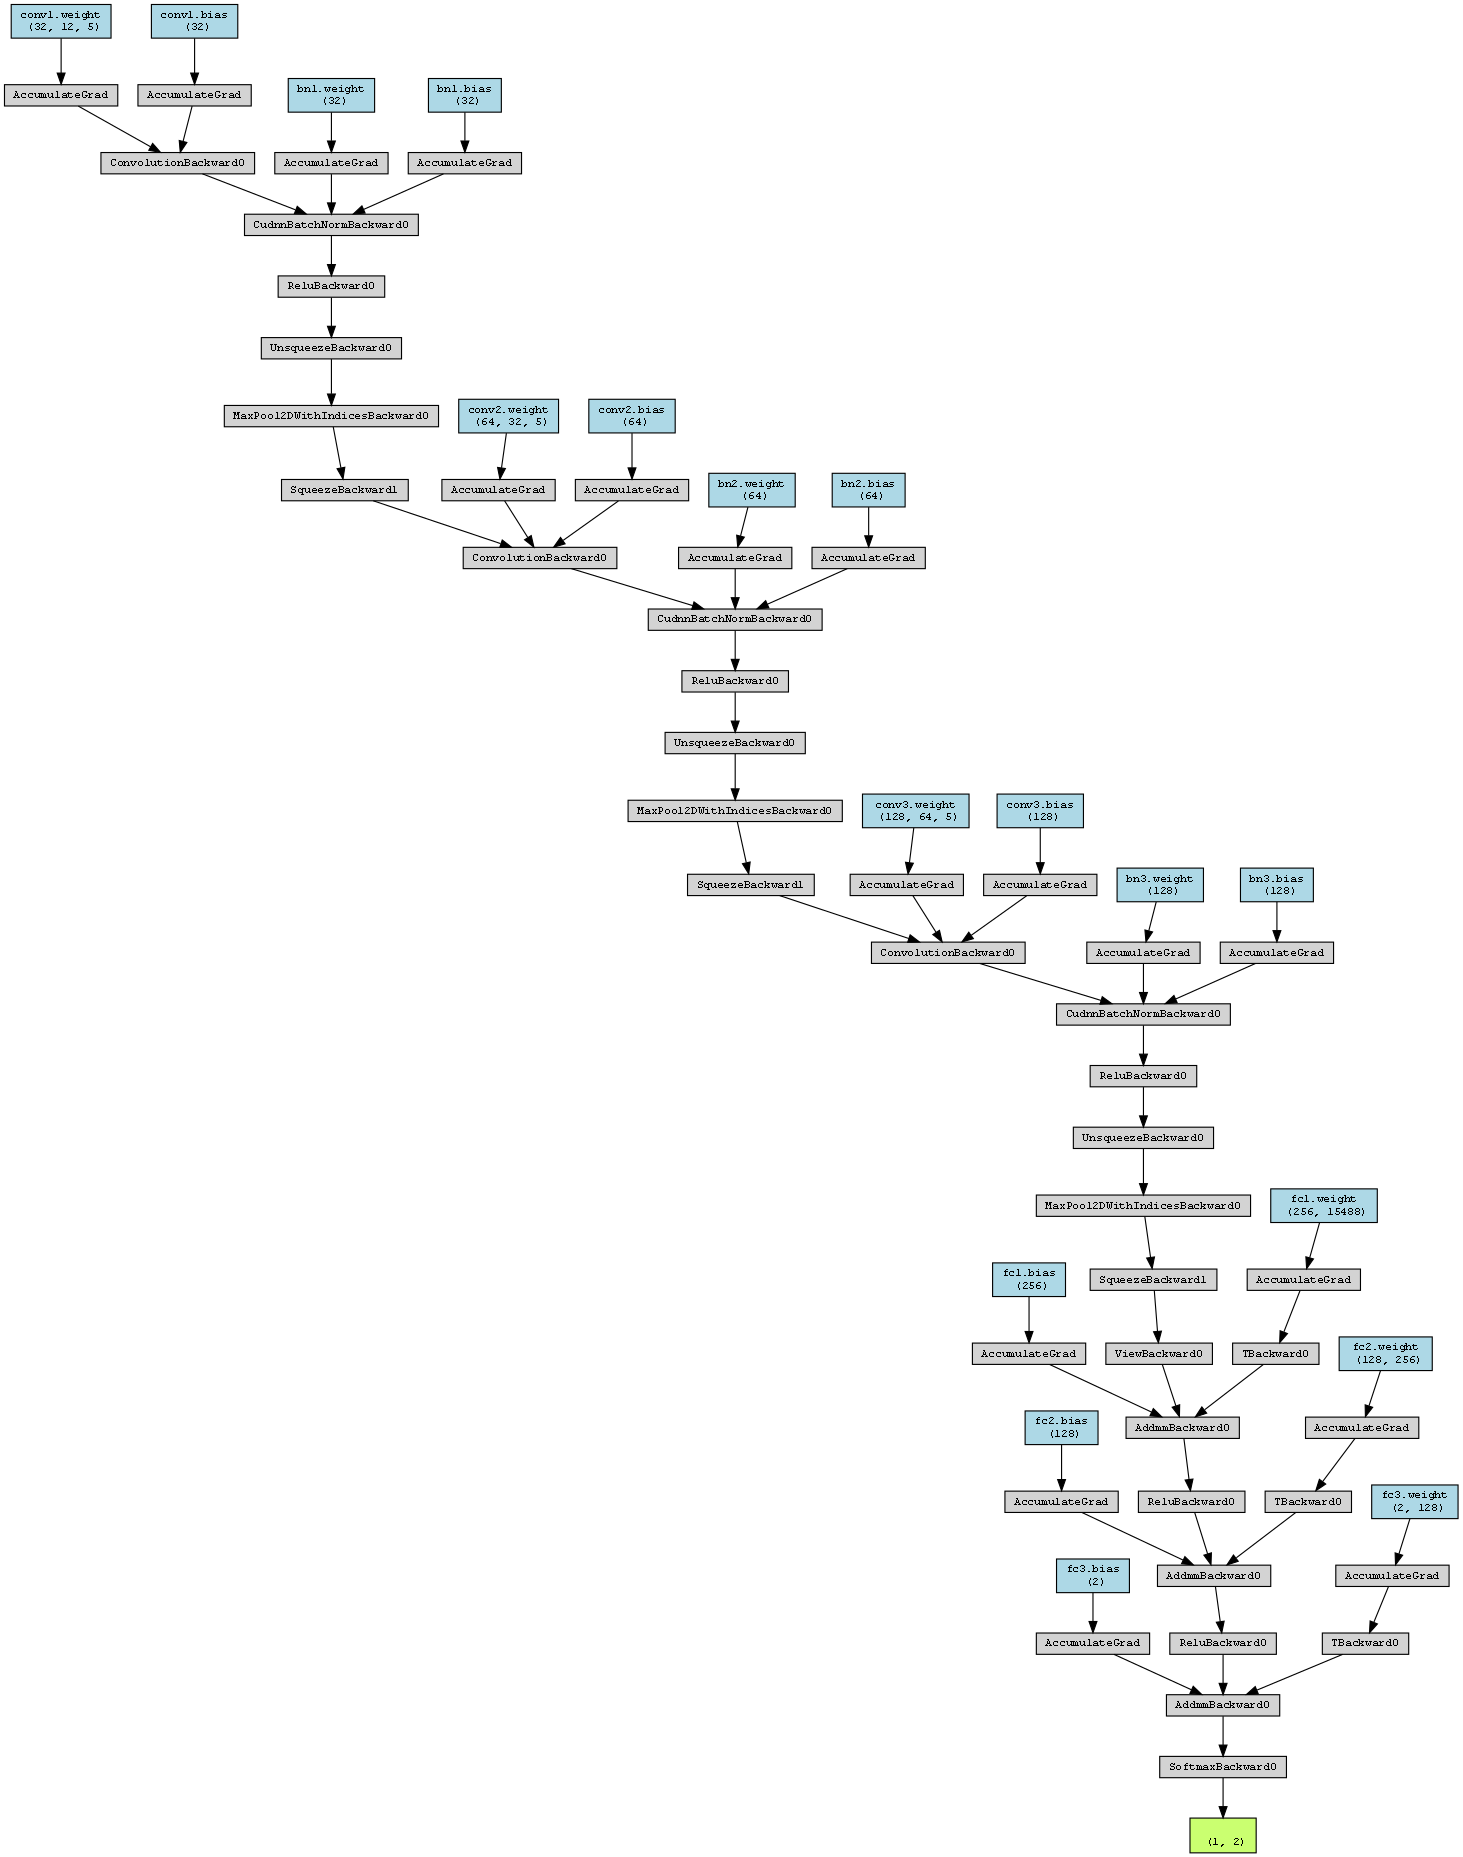 conv1.weight
(32, 12, 5)
conv1.bias
(32)
AccumulateGrad
AccumulateGrad
bn1.weight
(32)
bn1.bias
(32)
ConvolutionBackward0
AccumulateGrad
AccumulateGrad
CudnnBatchNormBackward0
ReluBackward0
UnsqueezeBackward0
MaxPool2DWithIndicesBackward0
conv2.weight
(64, 32, 5)
conv2.bias
(64)
SqueezeBackward1
AccumulateGrad
AccumulateGrad
bn2.weight
(64)
bn2.bias
(64)
ConvolutionBackward0
AccumulateGrad
AccumulateGrad
CudnnBatchNormBackward0
ReluBackward0
UnsqueezeBackward0
MaxPool2DWithIndicesBackward0
conv3.weight
(128, 64, 5)
conv3.bias
(128)
SqueezeBackward1
AccumulateGrad
AccumulateGrad
bn3.weight
(128)
bn3.bias
(128)
ConvolutionBackward0
AccumulateGrad
AccumulateGrad
CudnnBatchNormBackward0
ReluBackward0
UnsqueezeBackward0
MaxPool2DWithIndicesBackward0
fc1.weight
(256, 15488)
fc1.bias
(256)
SqueezeBackward1
AccumulateGrad
AccumulateGrad
ViewBackward0
TBackward0
fc2.weight
(128, 256)
fc2.bias
(128)
AddmmBackward0
AccumulateGrad
AccumulateGrad
ReluBackward0
TBackward0
fc3.weight
(2, 128)
fc3.bias
(2)
AddmmBackward0
AccumulateGrad
AccumulateGrad
ReluBackward0
TBackward0
AddmmBackward0
SoftmaxBackward0
(1, 2)